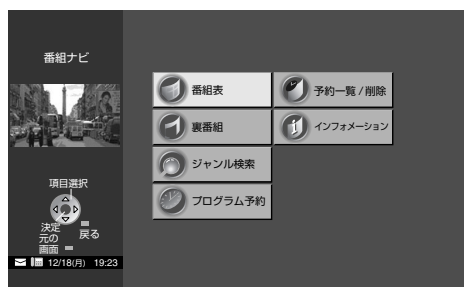 番組ナビ
番組表
予約一覧/削除
裏番組
インフォメーション
ジャンル検索
プログラム予約
項目選択
決定
戻る
元の
画面
12/18(月) 19:23